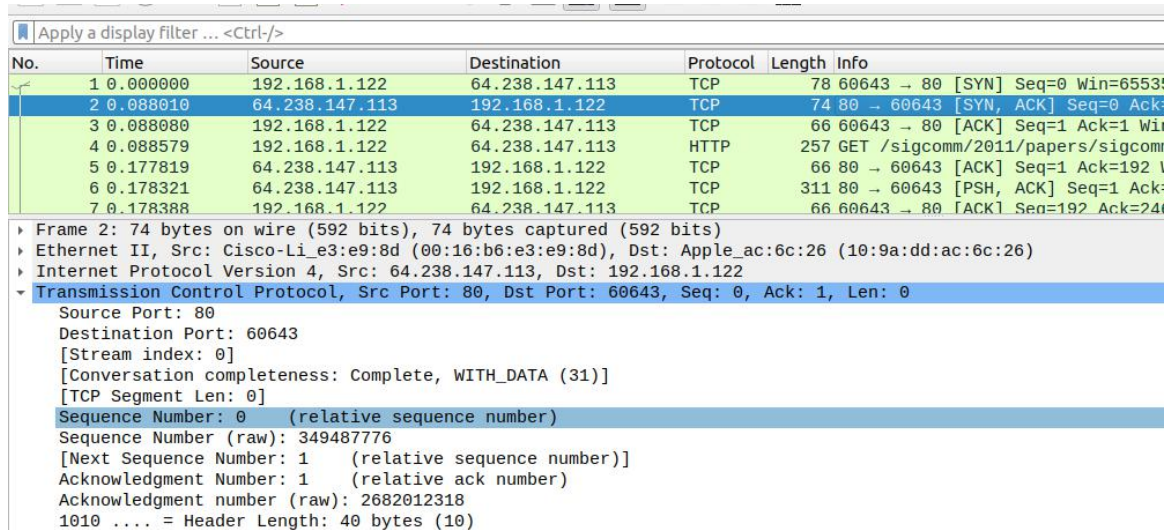 Apply a display filter … <Ctrl-/>
No. Time Source Destination Protocol Length Info
1 0.000000 192.168.1.122 64.238.147.113 TCP 78 60643 → 80 [SYN] Seq=0 Win=65535
2 0.088010 64.238.147.113 192.168.1.122 TCP 74 80 → 60643 [SYN, ACK] Seq=0 Ack=
3 0.088080 192.168.1.122 64.238.147.113 TCP 66 60643 → 80 [ACK] Seq=1 Ack=1 Win
4 0.088579 192.168.1.122 64.238.147.113 HTTP 257 GET /sigcomm/2011/papers/sigcomm
5 0.177819 64.238.147.113 192.168.1.122 TCP 66 80 → 60643 [ACK] Seq=1 Ack=192 W
6 0.178321 64.238.147.113 192.168.1.122 TCP 311 80 → 60643 [PSH, ACK] Seq=1 Ack=
7 0.178388 192.168.1.122 64.238.147.113 TCP 66 60643 → 80 [ACK] Seq=192 Ack=246
Frame 2: 74 bytes on wire (592 bits), 74 bytes captured (592 bits)
Ethernet II, Src: Cisco-Li_e3:e9:8d (00:16:b6:e3:e9:8d), Dst: Apple_ac:6c:26 (10:9a:dd:ac:6c:26)
Internet Protocol Version 4, Src: 64.238.147.113, Dst: 192.168.1.122
Transmission Control Protocol, Src Port: 80, Dst Port: 60643, Seq: 0, Ack: 1, Len: 0
Source Port: 80
Destination Port: 60643
[Stream index: 0]
[Conversation completeness: Complete, WITH_DATA (31)]
[TCP Segment Len: 0]
Sequence Number: 0 (relative sequence number)
Sequence Number (raw): 349487776
[Next Sequence Number: 1 (relative sequence number)]
Acknowledgment Number: 1 (relative ack number)
Acknowledgment number (raw): 2682012318
1010 .... = Header Length: 40 bytes (10)